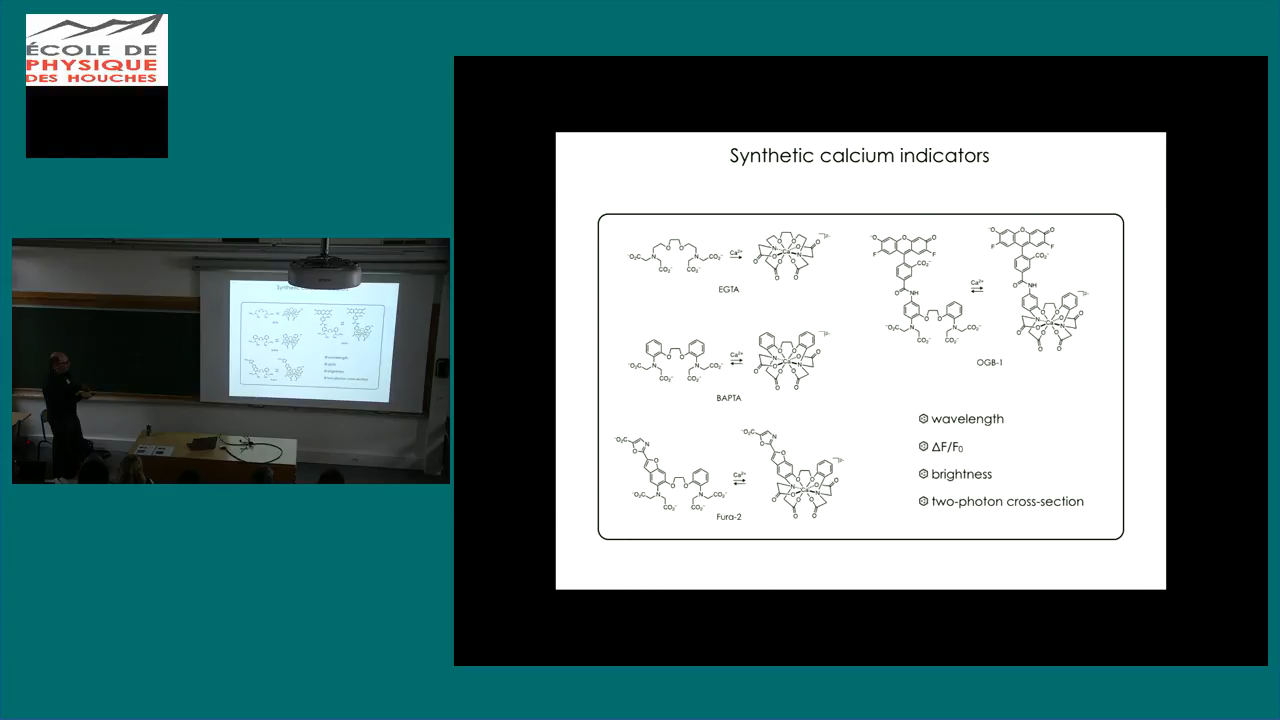 ÉCOLE DE
PHYSIQUE
DES HOUCHES
Synthetic calcium indicators
Ca²⁺
EGTA
Ca²⁺
BAPTA
Ca²⁺
Fura-2
Ca²⁺
OGB-1
wavelength
ΔF/F₀
brightness
two-photon cross-section